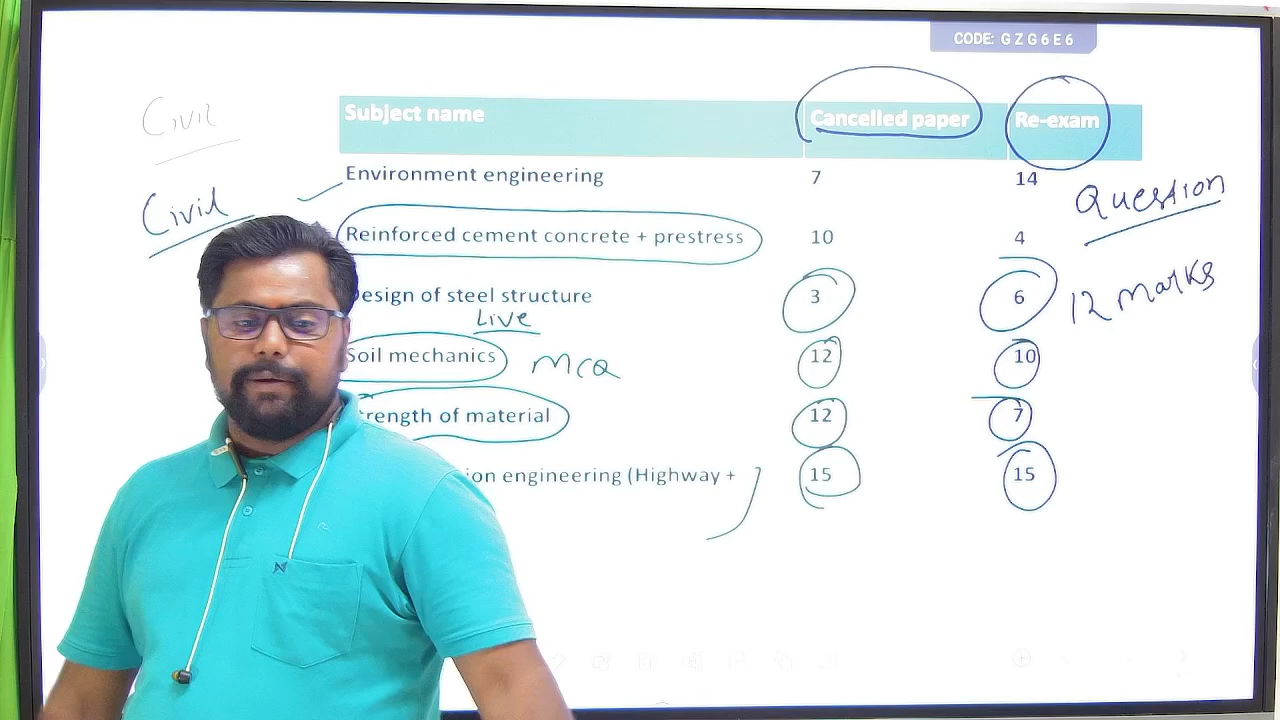 CODE: G Z G 6 E 6
Civil
Subject name Cancelled paper Re-exam
Environment engineering 7 14
Civil Question
Reinforced cement concrete + prestress 10 4
Design of steel structure 3 6 12 marks
Live
Soil mechanics MCQ 12 10
trength of material 12 7
ion engineering (Highway + 15 15